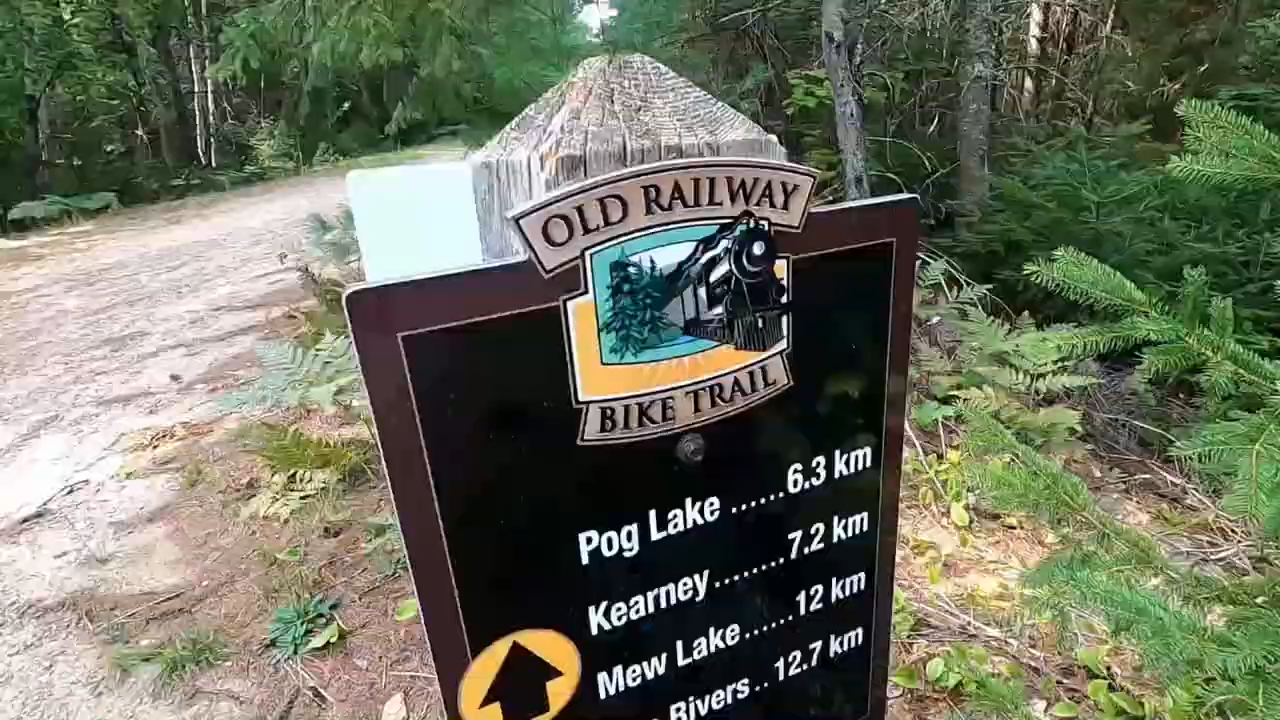 OLD RAILWAY
BIKE TRAIL
Pog Lake ......6.3 km
Kearney ........7.2 km
Mew Lake......12 km
Rivers..12.7 km